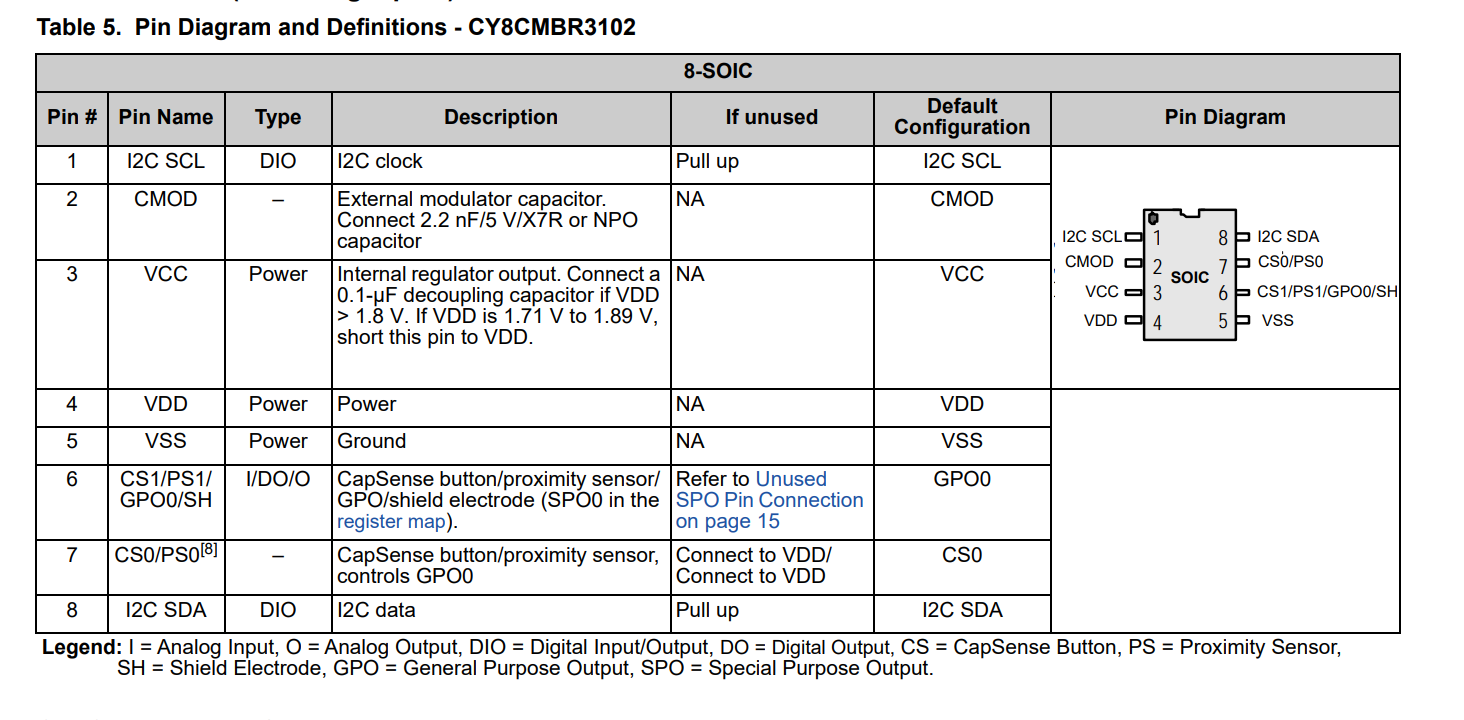 Table 5. Pin Diagram and Definitions - CY8CMBR3102
8-SOIC
Pin # Pin Name Type Description If unused Default Configuration Pin Diagram
1 I2C SCL DIO I2C clock Pull up I2C SCL
2 CMOD – External modulator capacitor. NA CMOD
Connect 2.2 nF/5 V/X7R or NPO
capacitor
3 VCC Power Internal regulator output. Connect a NA VCC
0.1-µF decoupling capacitor if VDD
> 1.8 V. If VDD is 1.71 V to 1.89 V,
short this pin to VDD.
4 VDD Power Power NA VDD
5 VSS Power Ground NA VSS
6 CS1/PS1/ I/DO/O CapSense button/proximity sensor/ Refer to Unused GPO0
GPO0/SH GPO/shield electrode (SPO0 in the SPO Pin Connection
register map). on page 15
7 CS0/PS0[8] – CapSense button/proximity sensor, Connect to VDD/ CS0
controls GPO0 Connect to VDD
8 I2C SDA DIO I2C data Pull up I2C SDA
I2C SCL 1 8 I2C SDA
CMOD 2 7 CS0/PS0
SOIC
VCC 3 6 CS1/PS1/GPO0/SH
VDD 4 5 VSS
Legend: I = Analog Input, O = Analog Output, DIO = Digital Input/Output, DO = Digital Output, CS = CapSense Button, PS = Proximity Sensor,
SH = Shield Electrode, GPO = General Purpose Output, SPO = Special Purpose Output.